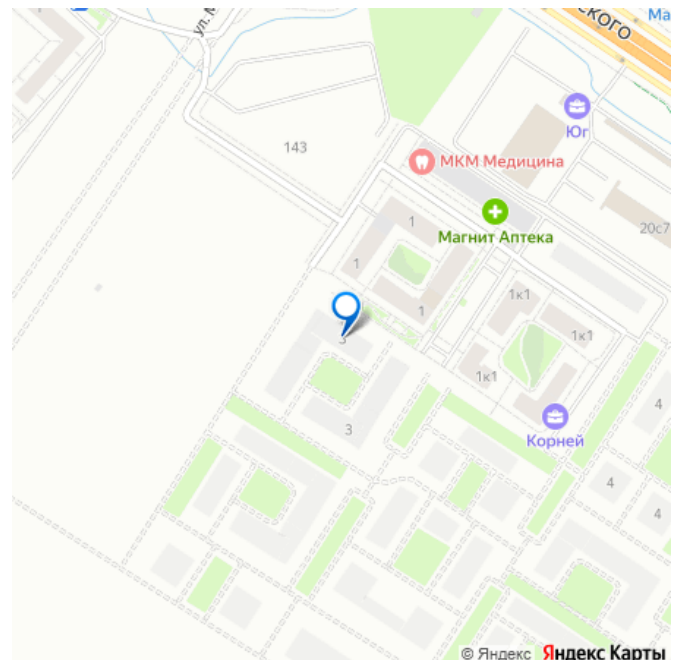 Ма
ского
ул. М
Юг
143
МКМ Медицина
20с7
1
Магнит Аптека
1
1
1к1
1к1
3
1к1
4
Корней
3
4
4
© Яндекс Яндекс Карты